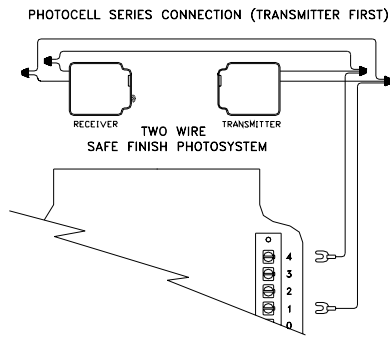 PHOTOCELL SERIES CONNECTION (TRANSMITTER FIRST)
RECEIVER
TRANSMITTER
TWO WIRE
SAFE FINISH PHOTOSYSTEM
4
3
2
1
0